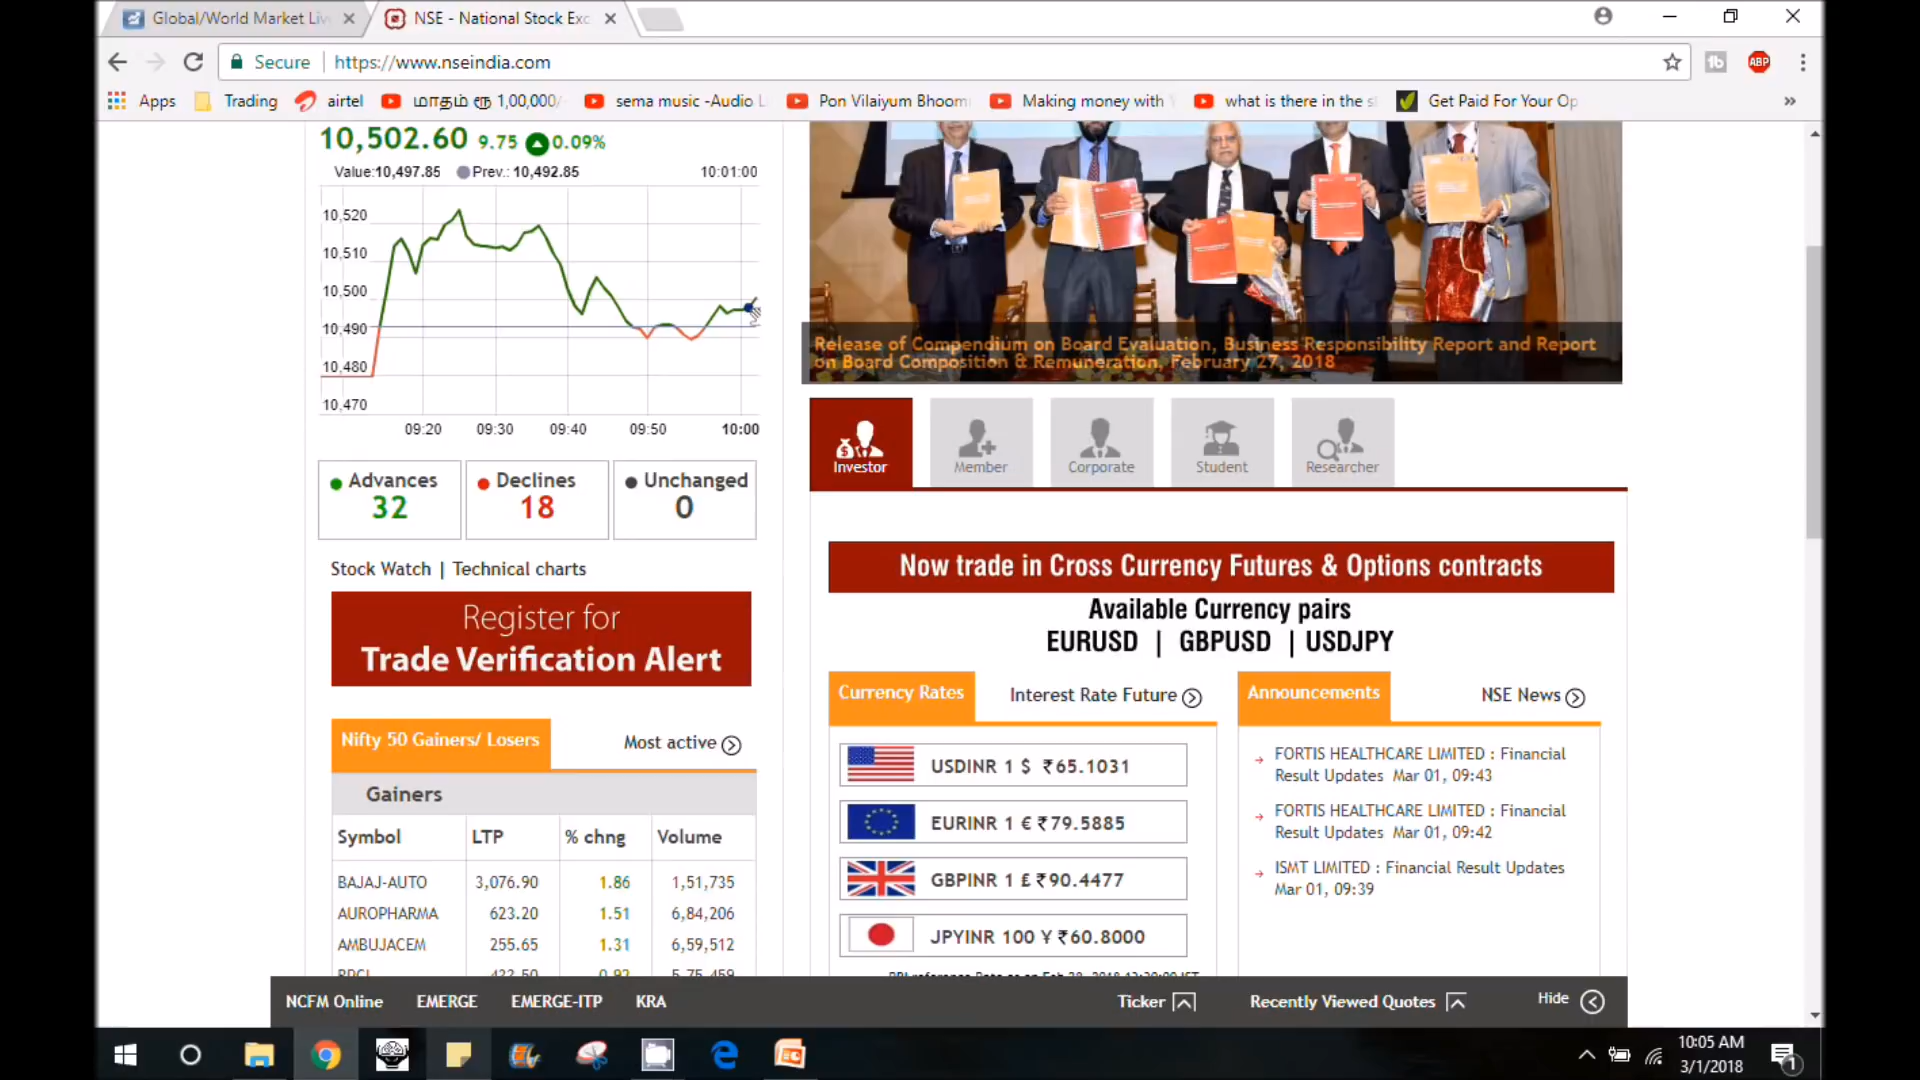 Global/World Market Liv
NSE - National Stock Exc
Secure
https://www.nseindia.com
ABP
Apps
Trading
airtel
மாதம் ரூ 1,00,000/
sema music -Audio L
Pon Vilaiyum Bhoom
Making money with
what is there in the s
Get Paid For Your Op
10,502.60 9.75 0.09%
Value:10,497.85 Prev.: 10,492.85 10:01:00
10,520
10,510
10,500
10,490
10,480
10,470
09:20 09:30 09:40 09:50 10:00
Advances
32
Declines
18
Unchanged
0
Stock Watch | Technical charts
Register for
Trade Verification Alert
Nifty 50 Gainers/ Losers
Most active
Gainers
Symbol LTP % chng Volume
BAJAJ-AUTO 3,076.90 1.86 1,51,735
AUROPHARMA 623.20 1.51 6,84,206
AMBUJACEM 255.65 1.31 6,59,512
Release of Compendium on Board Evaluation, Business Responsibility Report and Report
on Board Composition & Remuneration, February 27, 2018
Investor
Member
Corporate
Student
Researcher
Now trade in Cross Currency Futures & Options contracts
Available Currency pairs
EURUSD | GBPUSD | USDJPY
Currency Rates
Interest Rate Future
USDINR 1 $ ₹65.1031
EURINR 1 € ₹79.5885
GBPINR 1 £ ₹90.4477
JPYINR 100 ¥ ₹60.8000
Announcements
NSE News
FORTIS HEALTHCARE LIMITED : Financial
Result Updates Mar 01, 09:43
FORTIS HEALTHCARE LIMITED : Financial
Result Updates Mar 01, 09:42
ISMT LIMITED : Financial Result Updates
Mar 01, 09:39
NCFM Online
EMERGE
EMERGE-ITP
KRA
Ticker
Recently Viewed Quotes
Hide
10:05 AM
3/1/2018
1